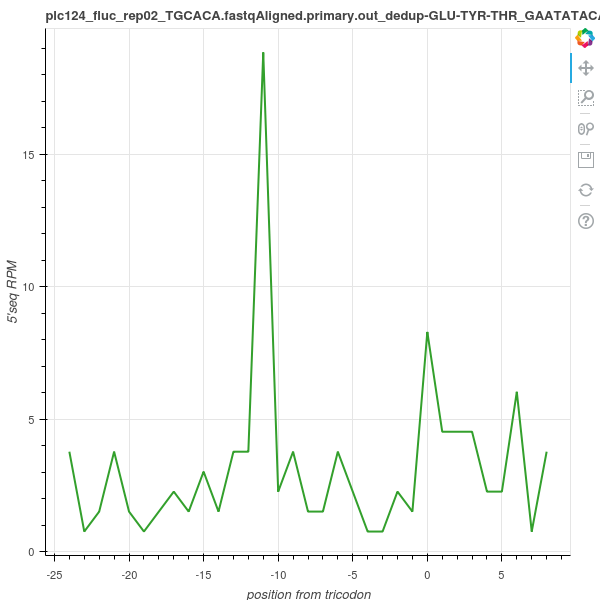 plc124_fluc_rep02_TGCACA.fastqAligned.primary.out_dedup-GLU-TYR-THR_GAATATACA
15
10
5
0
5'seq RPM
-25 -20 -15 -10 -5 0 5
position from tricodon